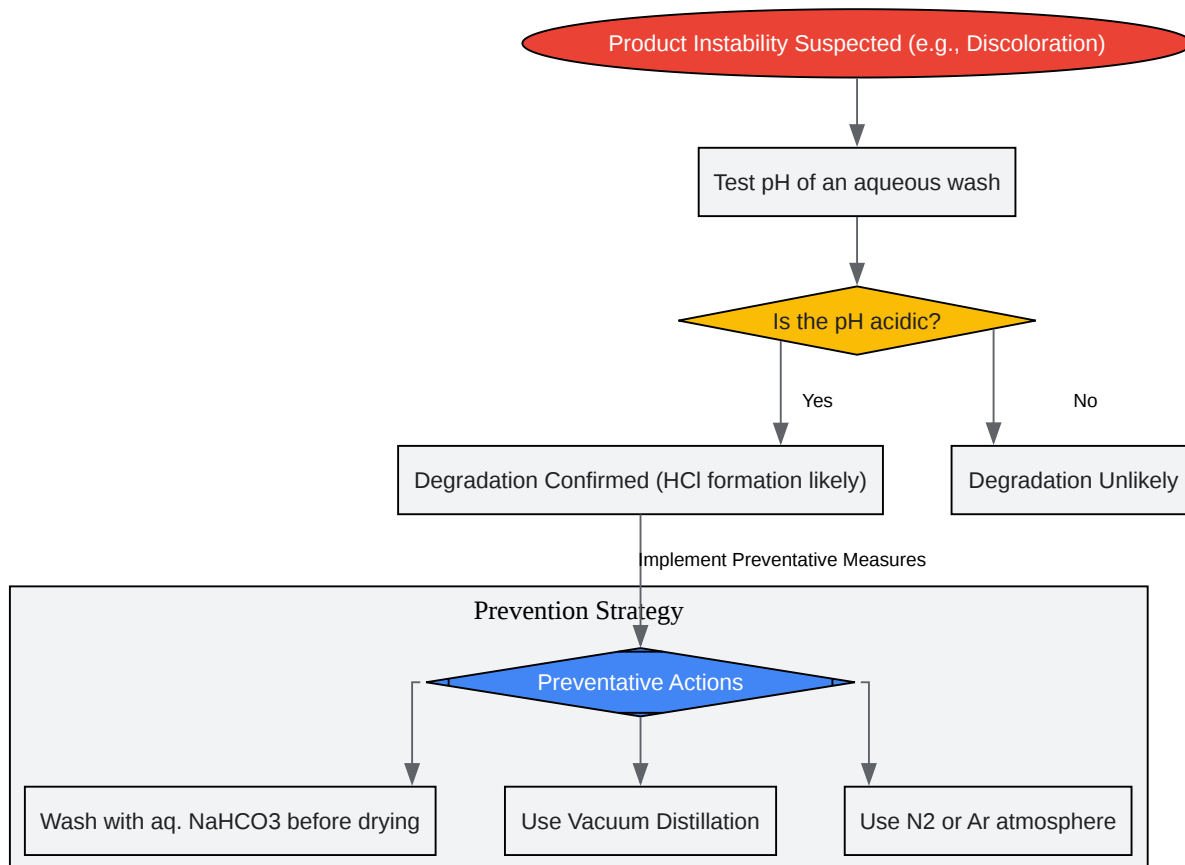 Product Instability Suspected (e.g., Discoloration)
Test pH of an aqueous wash
Is the pH acidic?
Yes
No
Degradation Confirmed (HCl formation likely)
Degradation Unlikely
Implement Preventative Measures
Prevention Strategy
Preventative Actions
Wash with aq. NaHCO3 before drying
Use Vacuum Distillation
Use N2 or Ar atmosphere